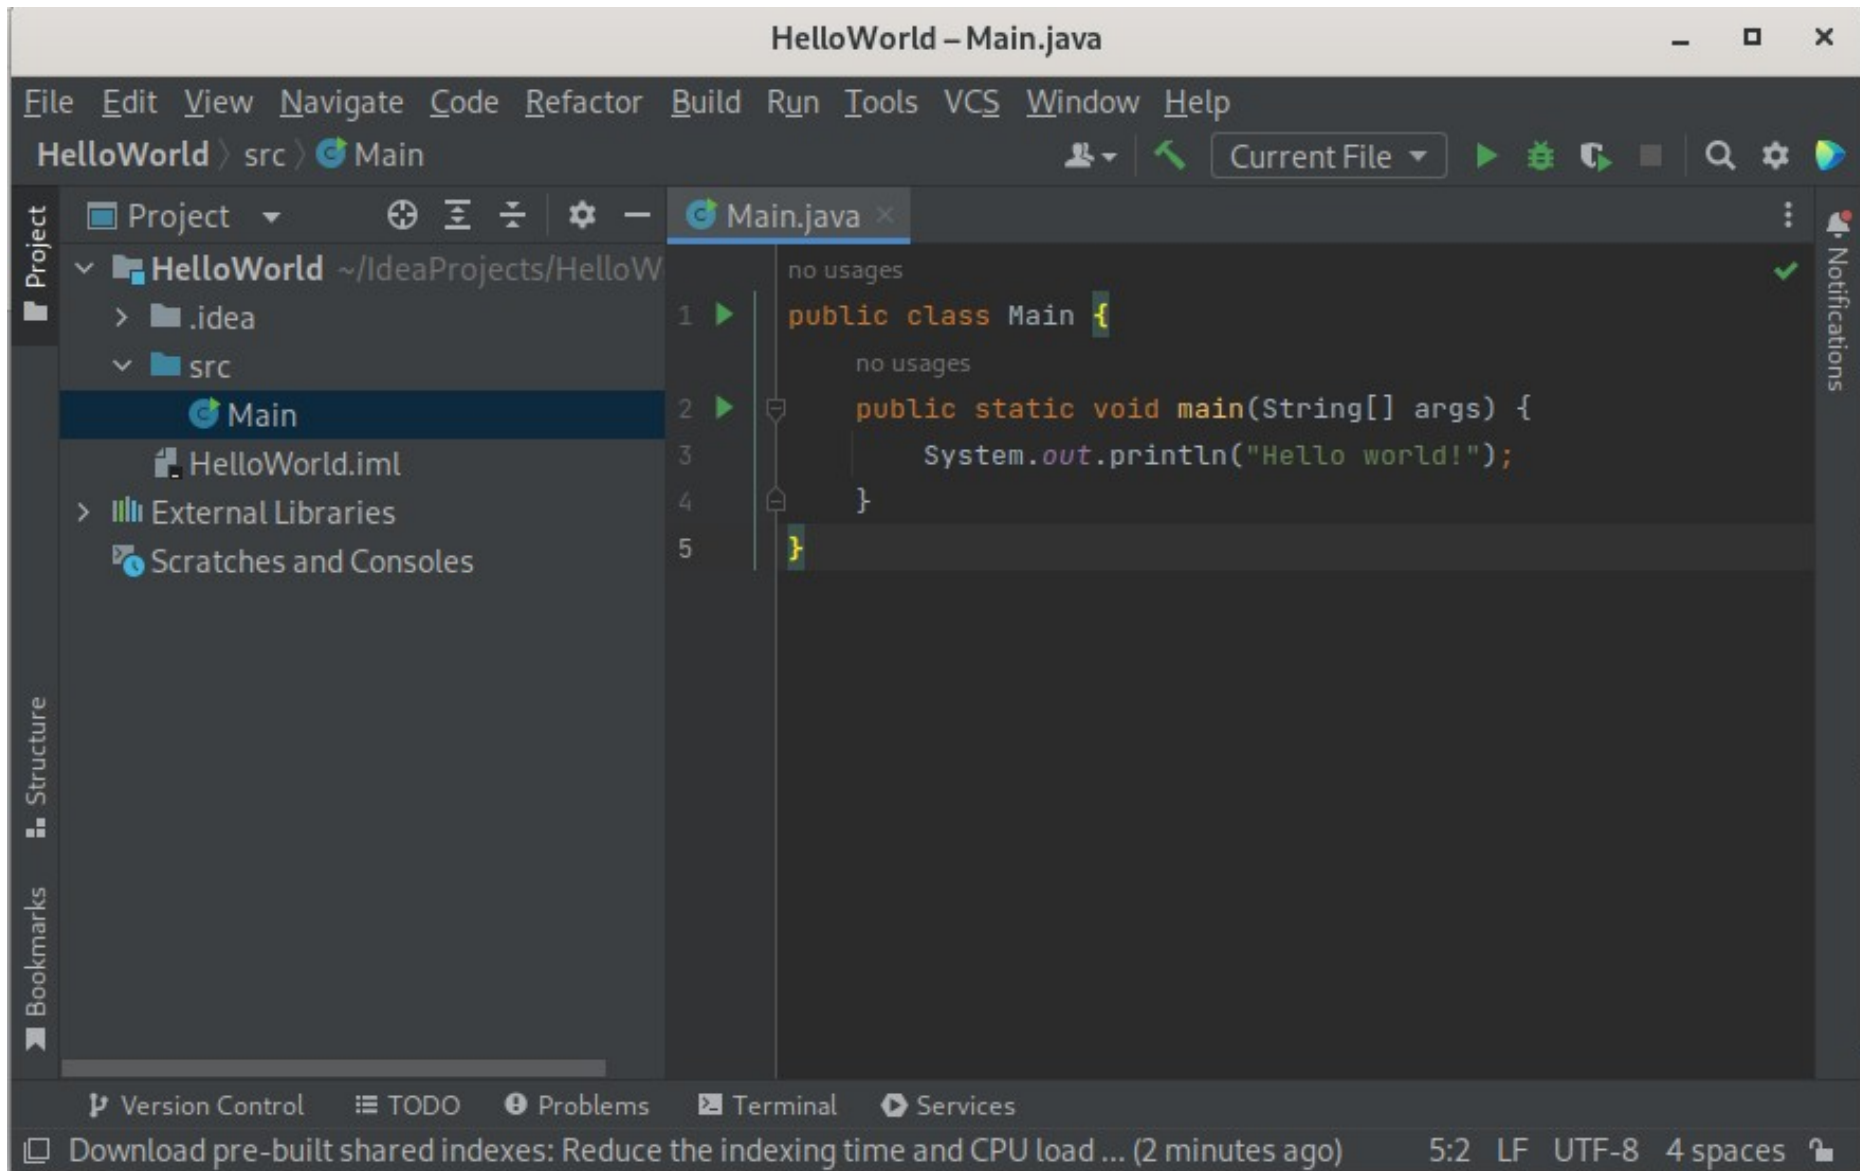 HelloWorld – Main.java
File Edit View Navigate Code Refactor Build Run Tools VCS Window Help
HelloWorld src Main
Current File
Project
Project
HelloWorld ~/IdeaProjects/HelloW
.idea
src
Main
HelloWorld.iml
External Libraries
Scratches and Consoles
Structure
Bookmarks
Main.java
no usages
1 public class Main {
no usages
2 public static void main(String[] args) {
3 System.out.println("Hello world!");
4 }
5 }
Notifications
Version Control TODO Problems Terminal Services
Download pre-built shared indexes: Reduce the indexing time and CPU load ... (2 minutes ago) 5:2 LF UTF-8 4 spaces